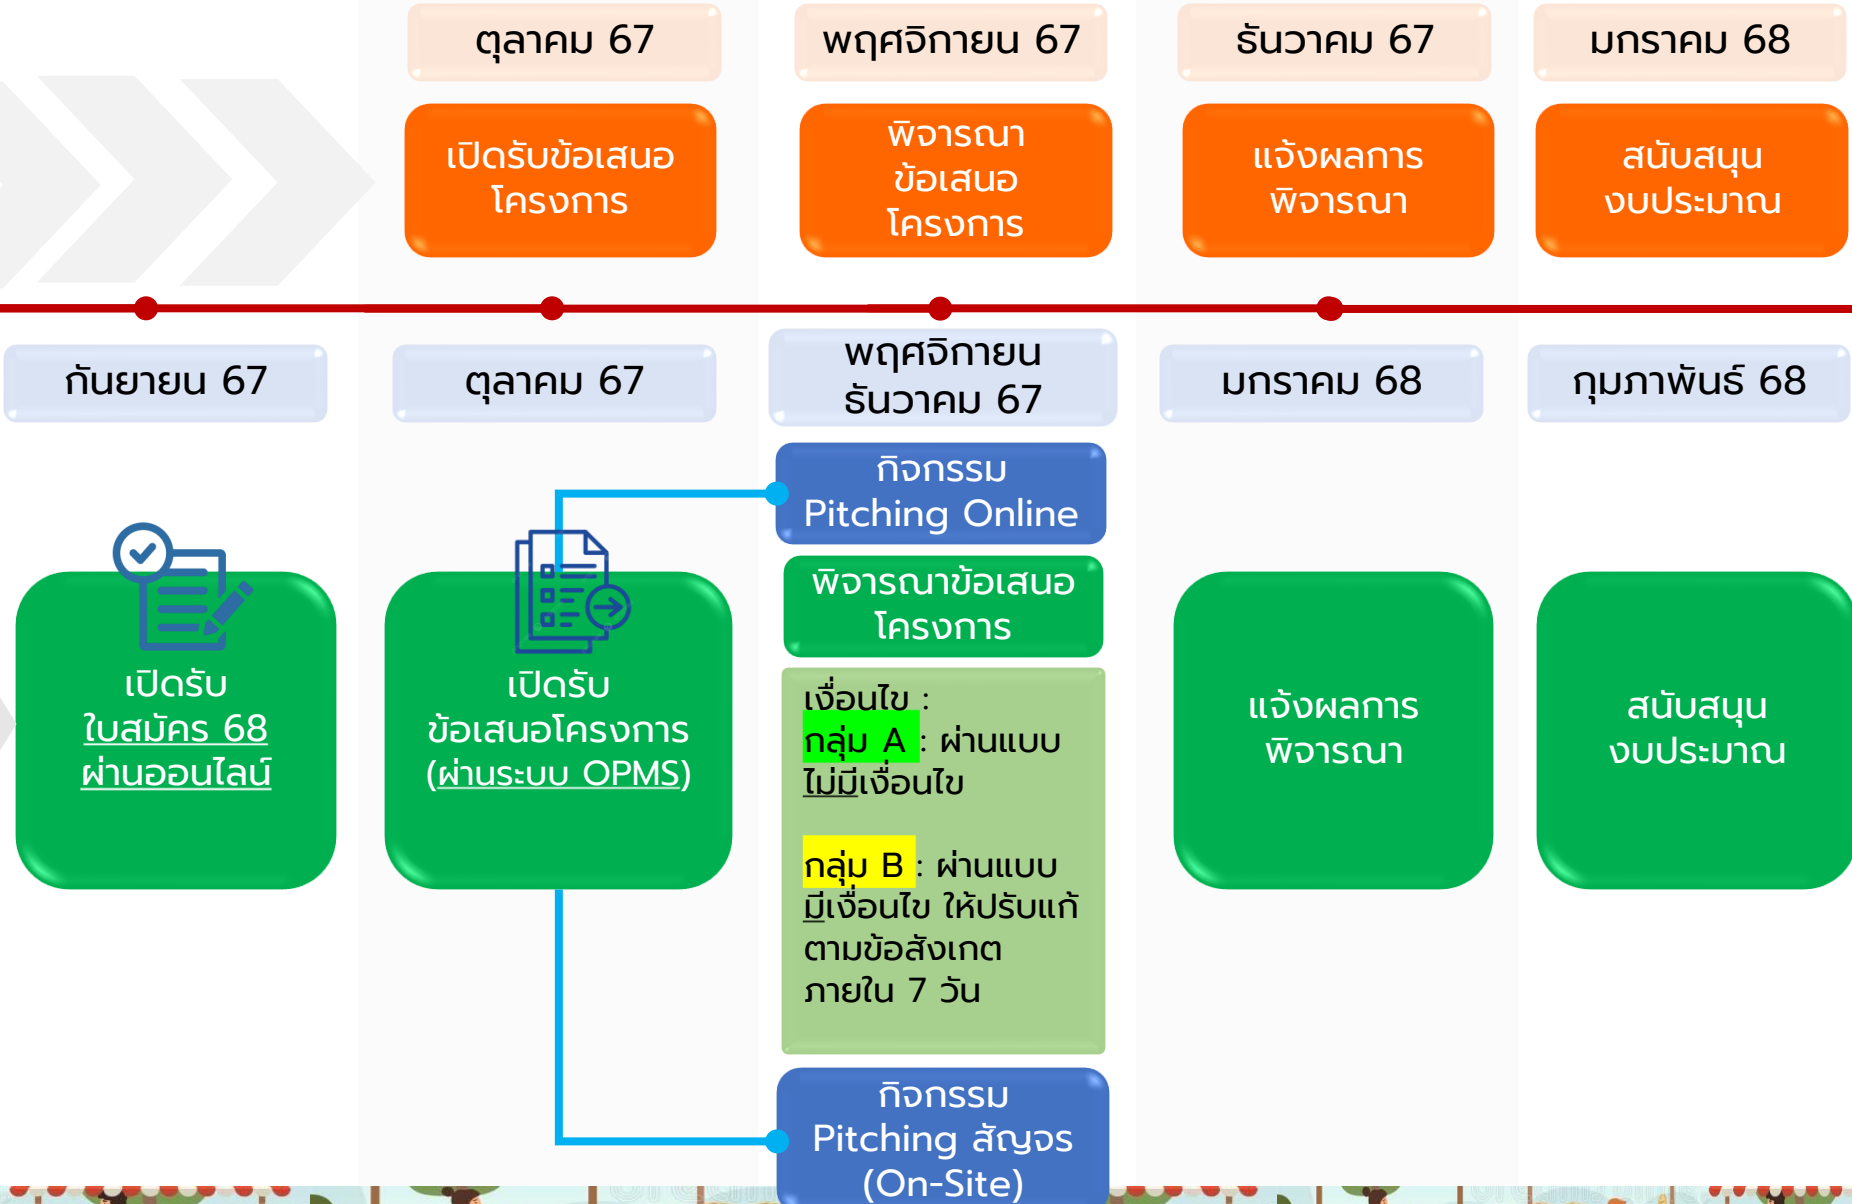 ตุลาคม 67
พฤศจิกายน 67
ธันวาคม 67
มกราคม 68
เปิดรับข้อเสนอ
โครงการ
พิจารณา
ข้อเสนอ
โครงการ
แจ้งผลการ
พิจารณา
สนับสนุน
งบประมาณ
กันยายน 67
ตุลาคม 67
พฤศจิกายน
ธันวาคม 67
มกราคม 68
กุมภาพันธ์ 68
เปิดรับ
ใบสมัคร 68
ผ่านออนไลน์
เปิดรับ
ข้อเสนอโครงการ
(ผ่านระบบ OPMS)
กิจกรรม
Pitching Online
พิจารณาข้อเสนอ
โครงการ
เงื่อนไข :
กลุ่ม A : ผ่านแบบ
ไม่มีเงื่อนไข
กลุ่ม B : ผ่านแบบ
มีเงื่อนไข ให้ปรับแก้
ตามข้อสังเกต
ภายใน 7 วัน
กิจกรรม
Pitching สัญจร
(On-Site)
แจ้งผลการ
พิจารณา
สนับสนุน
งบประมาณ